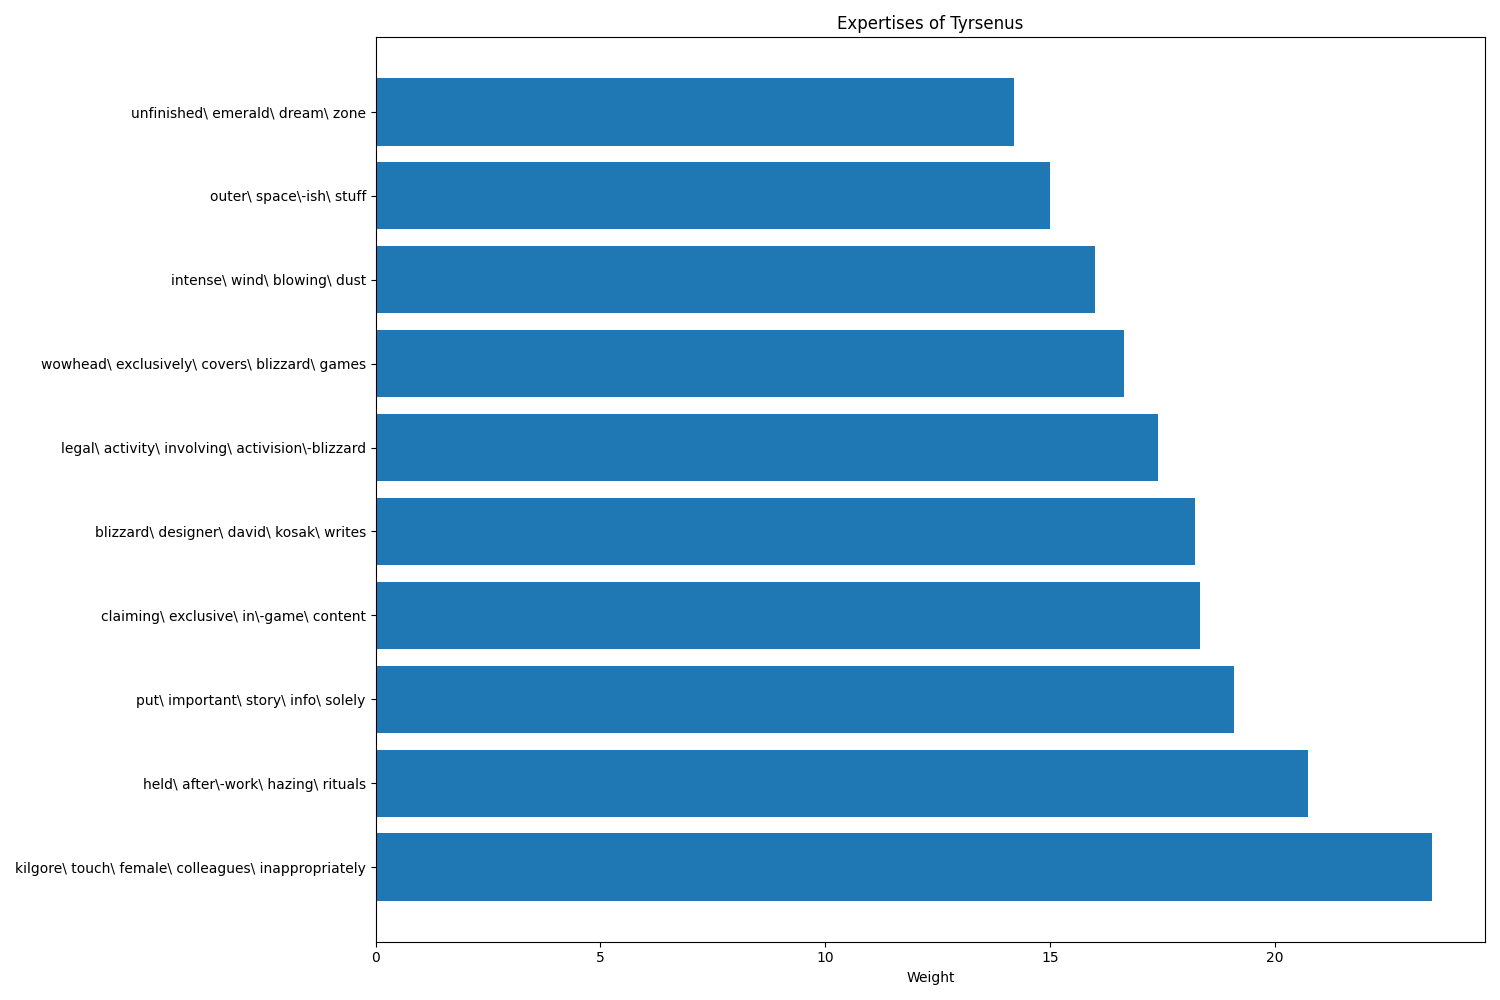 Expertises of Tyrsenus
unfinished\ emerald\ dream\ zone
outer\ space\-ish\ stuff
intense\ wind\ blowing\ dust
wowhead\ exclusively\ covers\ blizzard\ games
legal\ activity\ involving\ activision\-blizzard
blizzard\ designer\ david\ kosak\ writes
claiming\ exclusive\ in\-game\ content
put\ important\ story\ info\ solely
held\ after\-work\ hazing\ rituals
kilgore\ touch\ female\ colleagues\ inappropriately
0 5 10 15 20
Weight